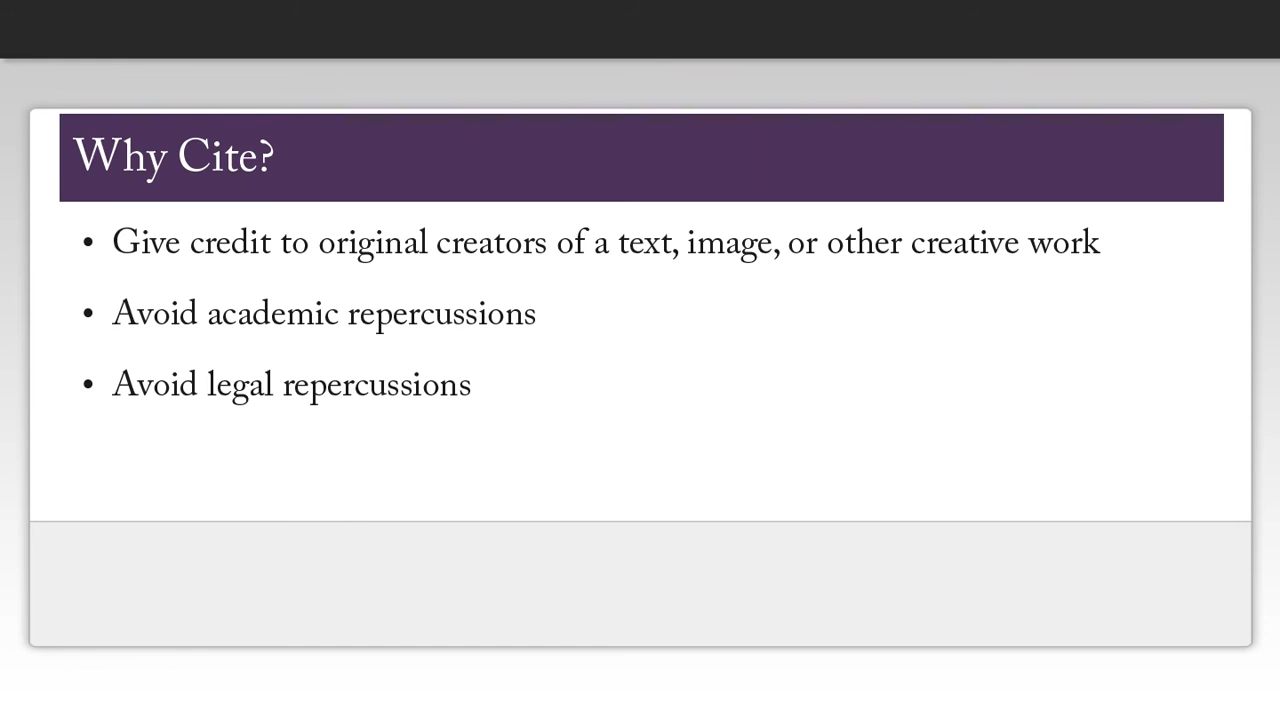 Why Cite?
• Give credit to original creators of a text, image, or other creative work
• Avoid academic repercussions
• Avoid legal repercussions